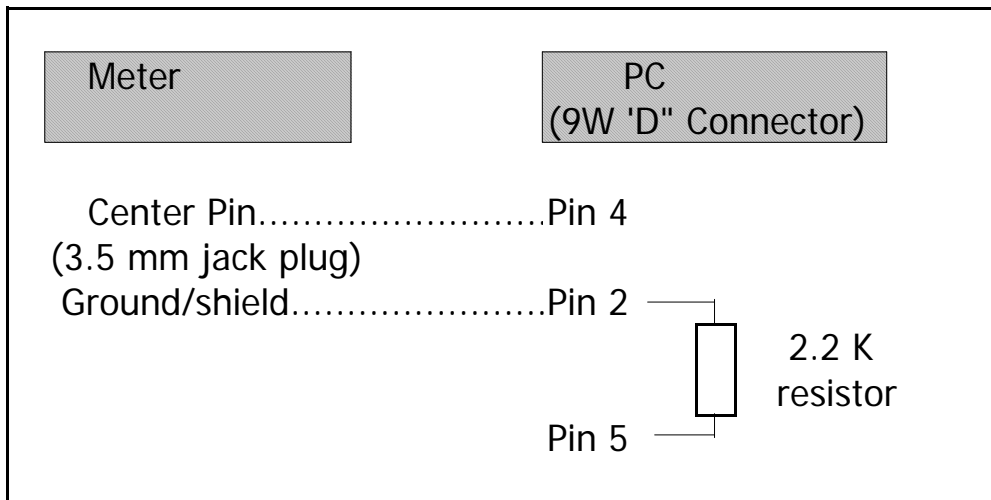 Meter
PC
(9W 'D" Connector)
Center Pin..........................Pin 4
(3.5 mm jack plug)
Ground/shield.......................Pin 2
2.2 K
resistor
Pin 5